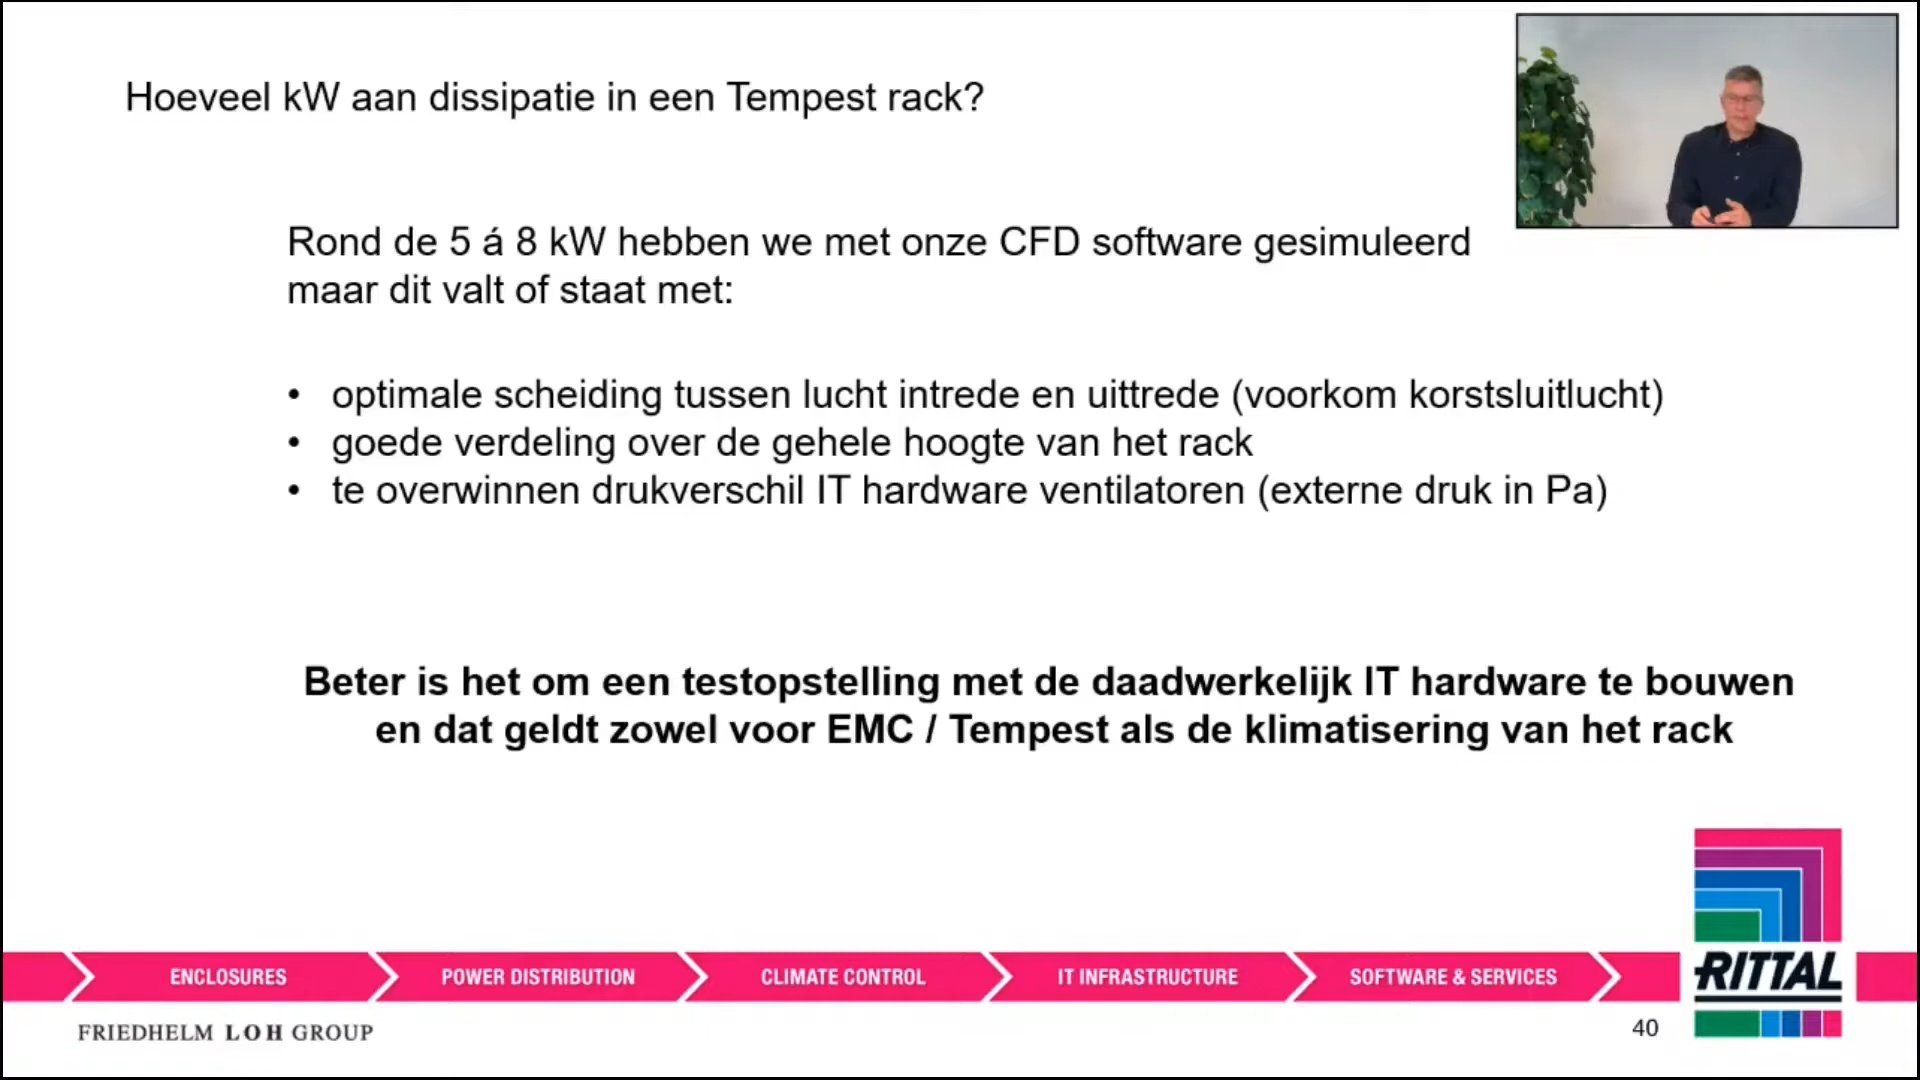 Hoeveel kW aan dissipatie in een Tempest rack?
Rond de 5 á 8 kW hebben we met onze CFD software gesimuleerd
maar dit valt of staat met:
• optimale scheiding tussen lucht intrede en uittrede (voorkom korstsluitlucht)
• goede verdeling over de gehele hoogte van het rack
• te overwinnen drukverschil IT hardware ventilatoren (externe druk in Pa)
Beter is het om een testopstelling met de daadwerkelijk IT hardware te bouwen
en dat geldt zowel voor EMC / Tempest als de klimatisering van het rack
ENCLOSURES
POWER DISTRIBUTION
CLIMATE CONTROL
IT INFRASTRUCTURE
SOFTWARE & SERVICES
RITTAL
FRIEDHELM LOH GROUP
40